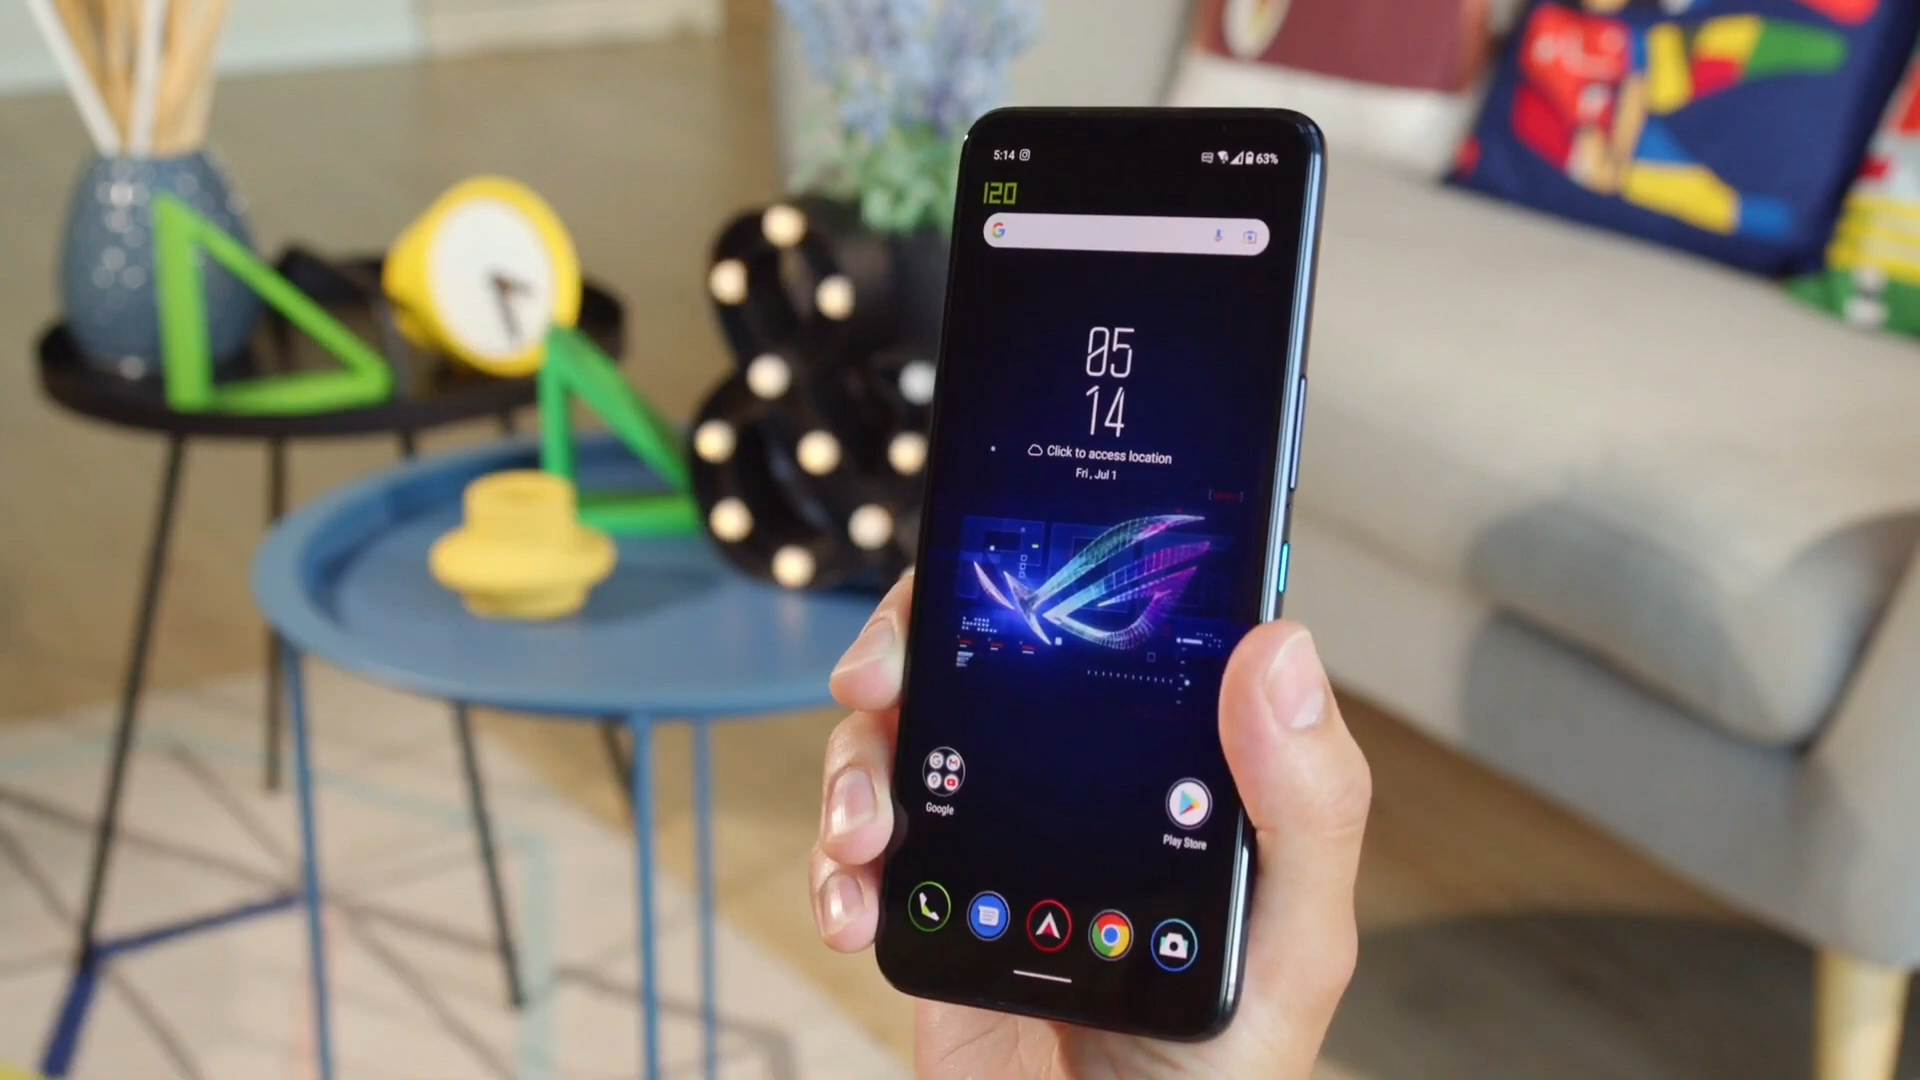 5:14 63%
120
05
14
Click to access location
Fri, Jul 1
Google
Play Store